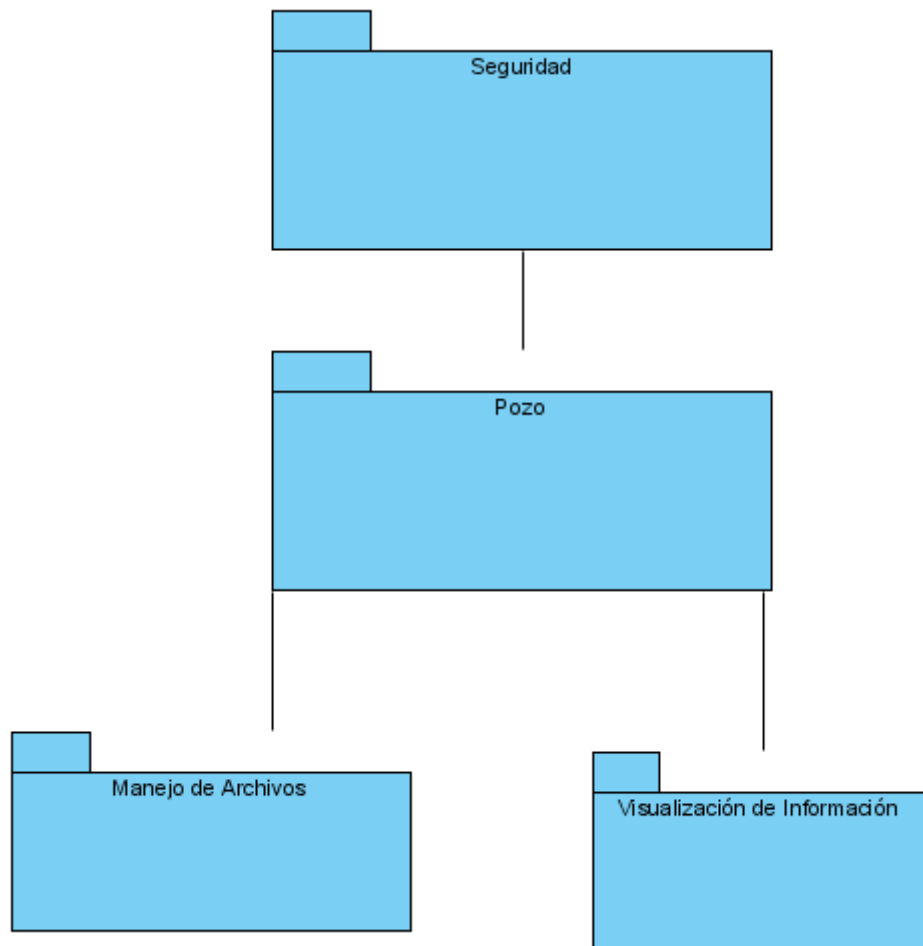 Seguridad
Pozo
Manejo de Archivos
Visualización de Información